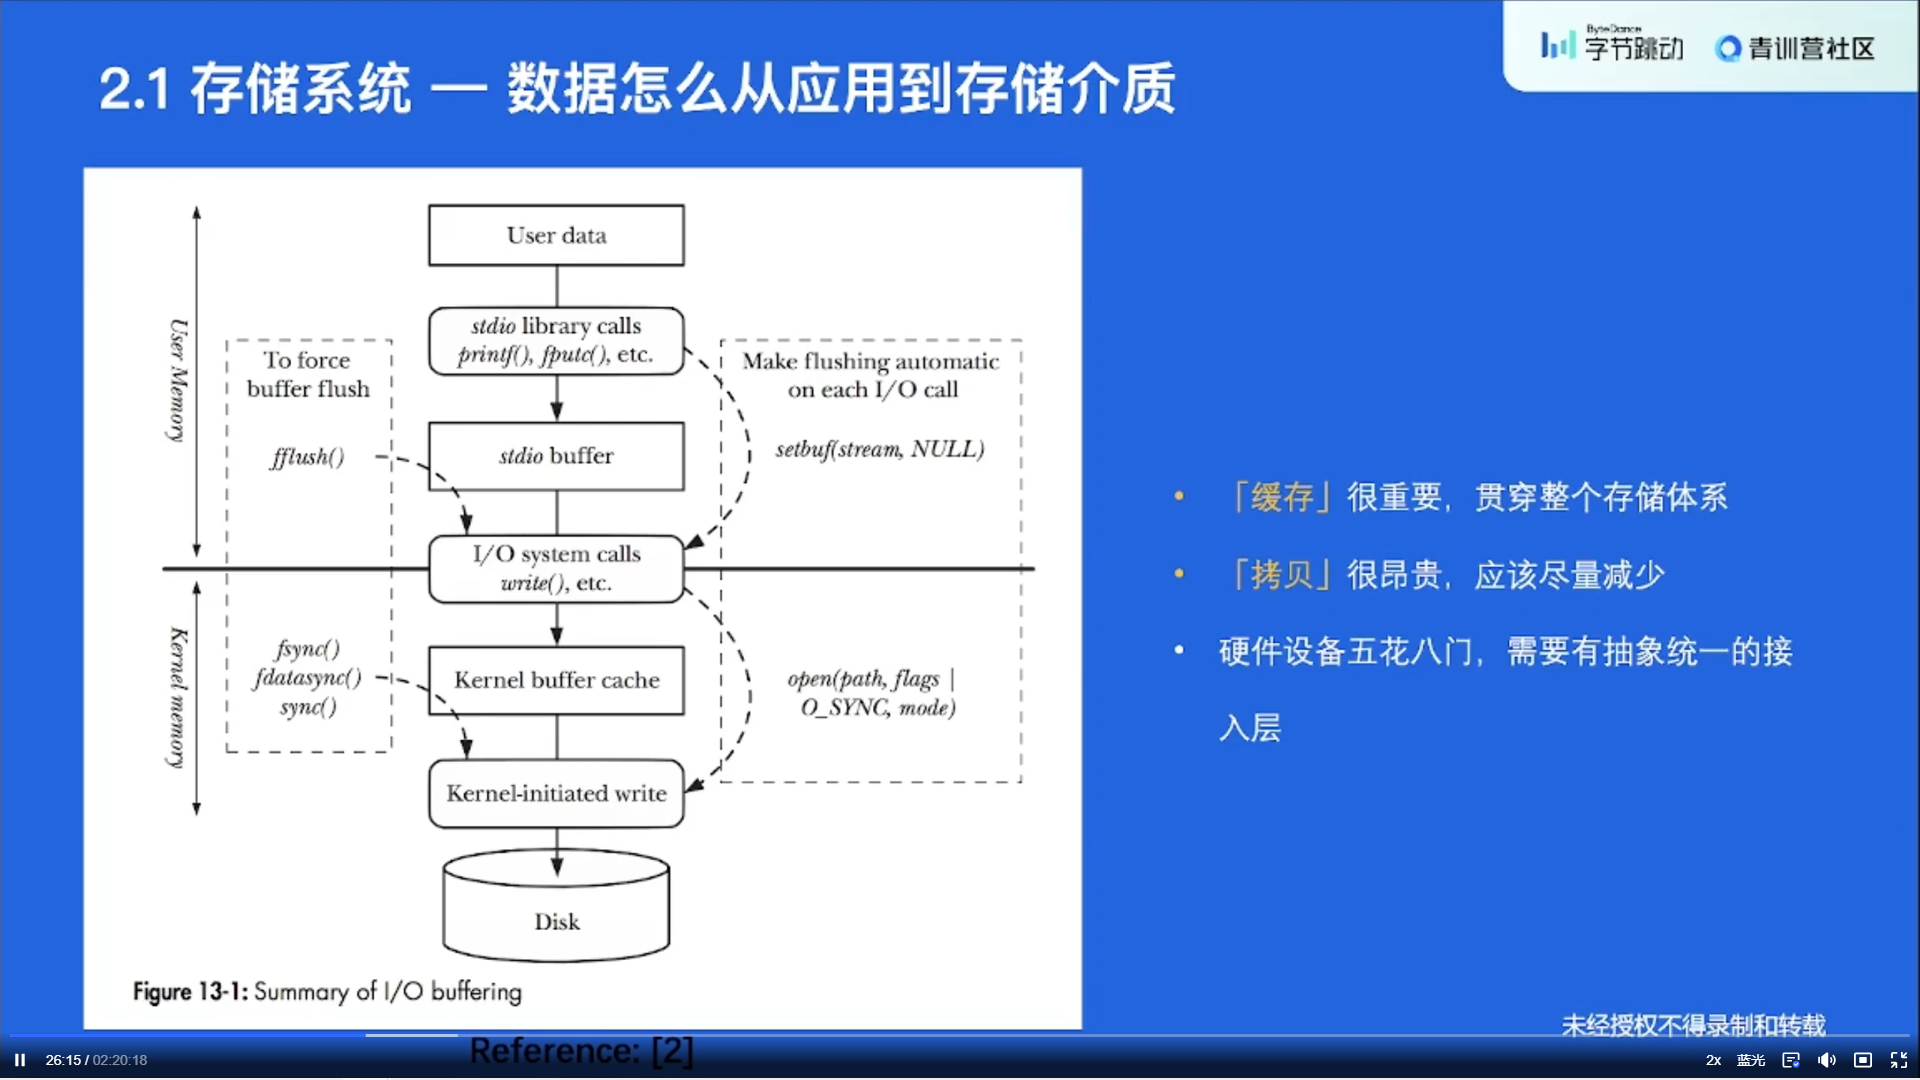 2.1 存储系统 — 数据怎么从应用到存储介质
ByteDance
字节跳动
青训营社区
User data
stdio library calls
printf(), fputc(), etc.
User Memory
To force
buffer flush
fflush()
stdio buffer
Make flushing automatic
on each I/O call
setbuf(stream, NULL)
I/O system calls
write(), etc.
Kernel memory
fsync()
fdatasync()
sync()
Kernel buffer cache
open(path, flags |
O_SYNC, mode)
Kernel-initiated write
Disk
Figure 13-1: Summary of I/O buffering
• 「缓存」很重要，贯穿整个存储体系
• 「拷贝」很昂贵，应该尽量减少
• 硬件设备五花八门，需要有抽象统一的接
入层
未经授权不得录制和转载
Reference: [2]
26:15 / 02:20:18
2x
蓝光